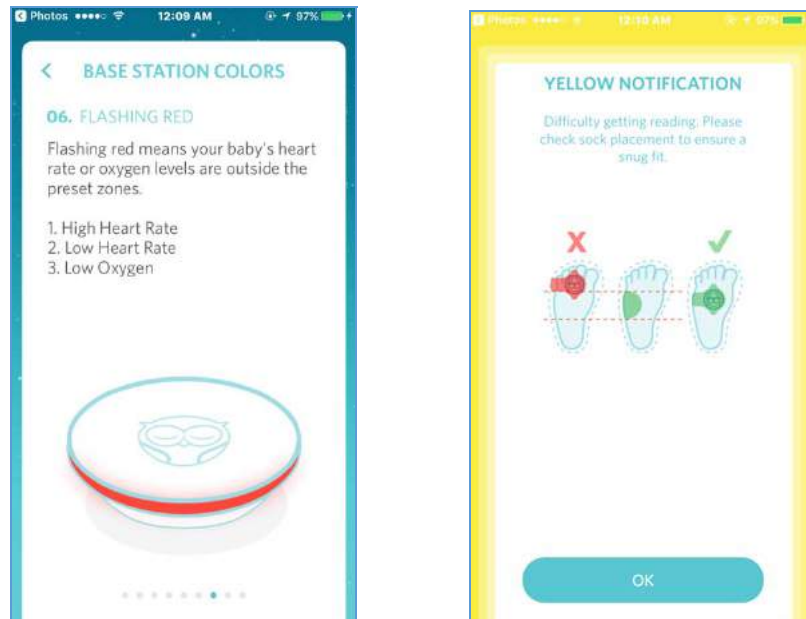 Photos 12:09 AM 97%
BASE STATION COLORS
06. FLASHING RED
Flashing red means your baby's heart
rate or oxygen levels are outside the
preset zones.
1. High Heart Rate
2. Low Heart Rate
3. Low Oxygen
Photos 12:10 AM 97%
YELLOW NOTIFICATION
Difficulty getting reading. Please
check sock placement to ensure a
snug fit.
OK